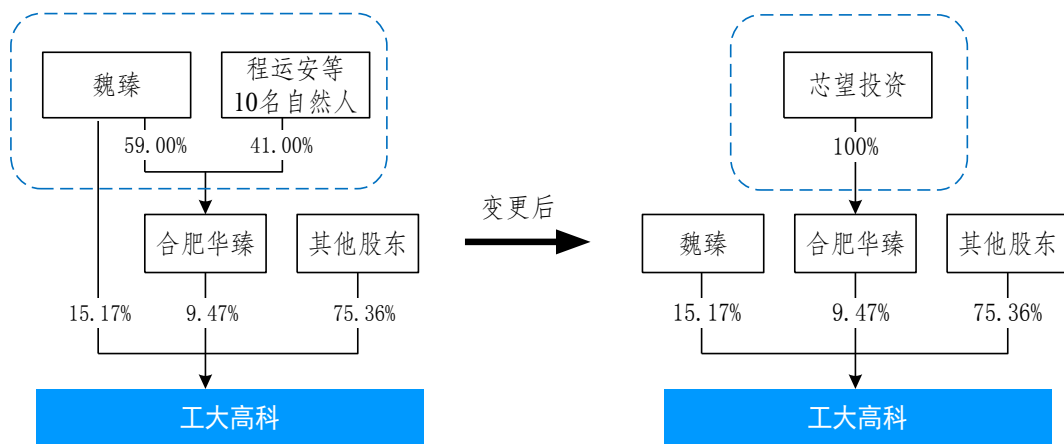 魏臻
程运安等
10名自然人
59.00%
41.00%
合肥华臻
其他股东
15.17%
9.47%
75.36%
工大高科
变更后
芯望投资
100%
魏臻
合肥华臻
其他股东
15.17%
9.47%
75.36%
工大高科